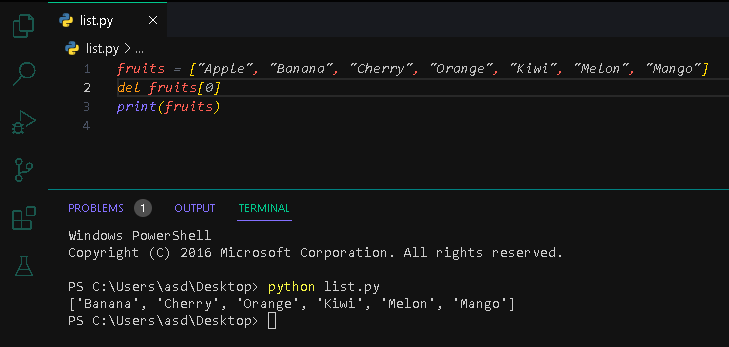 list.py
list.py > ...
1 fruits = ["Apple", "Banana", "Cherry", "Orange", "Kiwi", "Melon", "Mango"]
2 del fruits[0]
3 print(fruits)
4
PROBLEMS 1 OUTPUT TERMINAL
Windows PowerShell
Copyright (C) 2016 Microsoft Corporation. All rights reserved.
PS C:\Users\asd\Desktop> python list.py
['Banana', 'Cherry', 'Orange', 'Kiwi', 'Melon', 'Mango']
PS C:\Users\asd\Desktop>